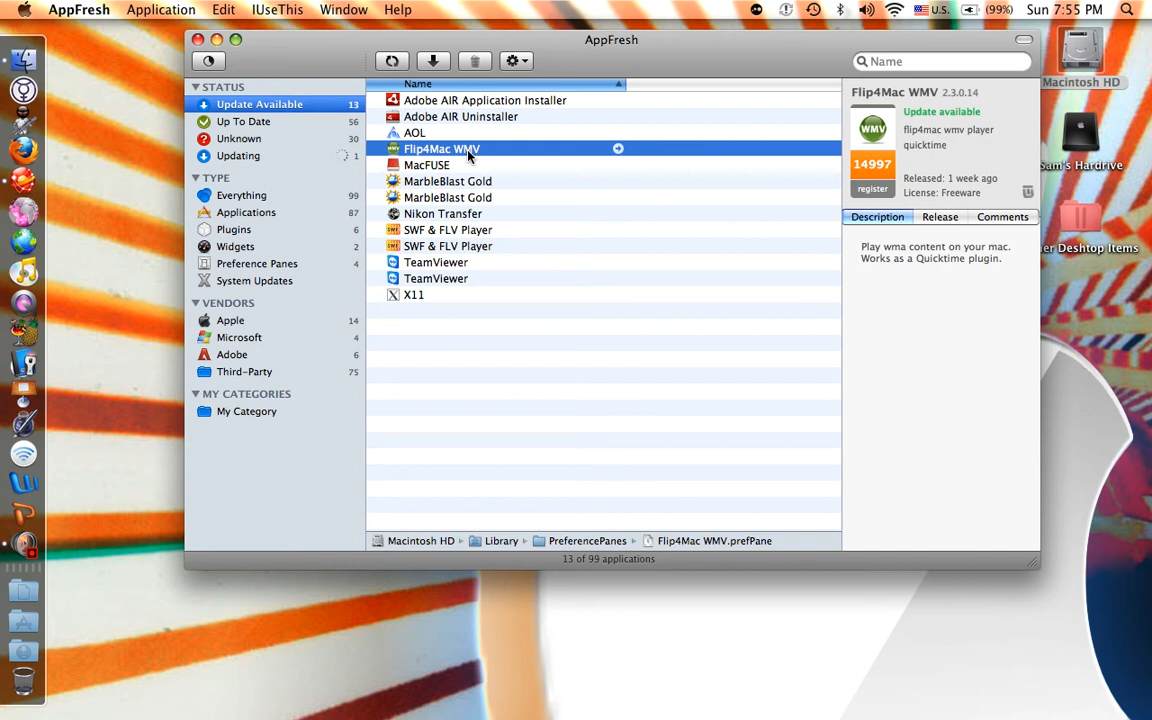 AppFresh Application Edit IUseThis Window Help
U.S. (99%) Sun 7:55 PM
AppFresh
Name
STATUS
Update Available 13
Up To Date 56
Unknown 30
Updating 1
TYPE
Everything 99
Applications 87
Plugins 6
Widgets 2
Preference Panes 4
System Updates
VENDORS
Apple 14
Microsoft 4
Adobe 6
Third-Party 75
MY CATEGORIES
My Category
Name
Adobe AIR Application Installer
Adobe AIR Uninstaller
AOL
Flip4Mac WMV
MacFUSE
MarbleBlast Gold
MarbleBlast Gold
Nikon Transfer
SWF & FLV Player
SWF & FLV Player
TeamViewer
TeamViewer
X11
Macintosh HD Library PreferencePanes Flip4Mac WMV.prefPane
13 of 99 applications
Flip4Mac WMV 2.3.0.14
WMV
14997
register
Update available
flip4mac wmv player
quicktime
Released: 1 week ago
License: Freeware
Description Release Comments
Play wma content on your mac.
Works as a Quicktime plugin.
Macintosh HD
Sam's Hardrive
er Desktop Items